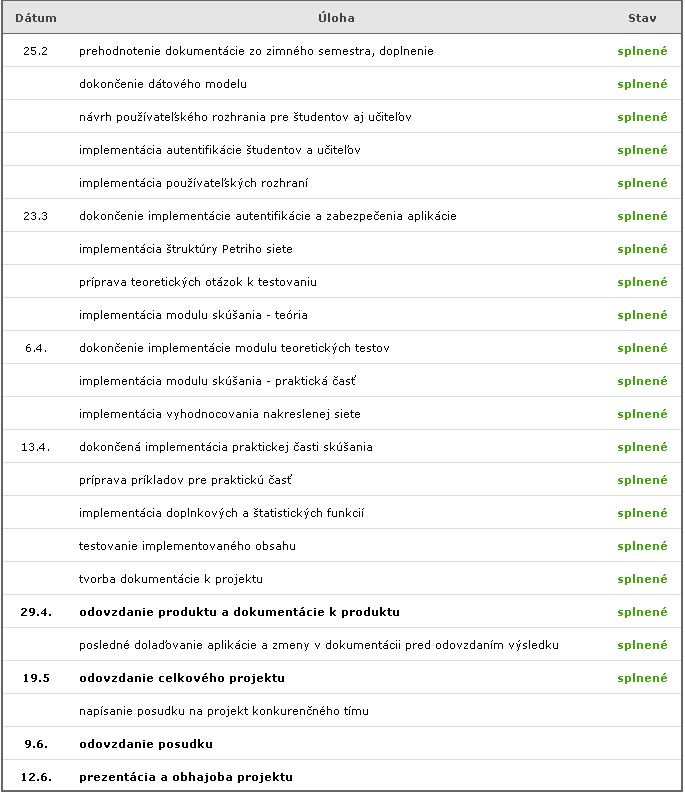 Dátum Úloha Stav
25.2 prehodnotenie dokumentácie zo zimného semestra, doplnenie splnené
dokončenie dátového modelu splnené
návrh používateľského rozhrania pre študentov aj učiteľov splnené
implementácia autentifikácie študentov a učiteľov splnené
implementácia používateľských rozhraní splnené
23.3 dokončenie implementácie autentifikácie a zabezpečenia aplikácie splnené
implementácia štruktúry Petriho siete splnené
príprava teoretických otázok k testovaniu splnené
implementácia modulu skúšania - teória splnené
6.4. dokončenie implementácie modulu teoretických testov splnené
implementácia modulu skúšania - praktická časť splnené
implementácia vyhodnocovania nakreslenej siete splnené
13.4. dokončená implementácia praktickej časti skúšania splnené
príprava príkladov pre praktickú časť splnené
implementácia doplnkových a štatistických funkcií splnené
testovanie implementovaného obsahu splnené
tvorba dokumentácie k projektu splnené
29.4. odovzdanie produktu a dokumentácie k produktu splnené
posledné dolaďovanie aplikácie a zmeny v dokumentácii pred odovzdaním výsledku splnené
19.5 odovzdanie celkového projektu splnené
napísanie posudku na projekt konkurenčného tímu
9.6. odovzdanie posudku
12.6. prezentácia a obhajoba projektu